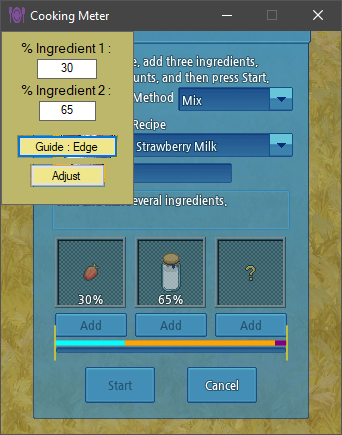 Cooking Meter
% Ingredient 1 :
30
% Ingredient 2 :
65
Guide : Edge
Adjust
, add three ingredients,
unts, and then press Start.
Method Mix
Recipe
Strawberry Milk
several ingredients.
30% 65% ?
Add Add Add
Start Cancel